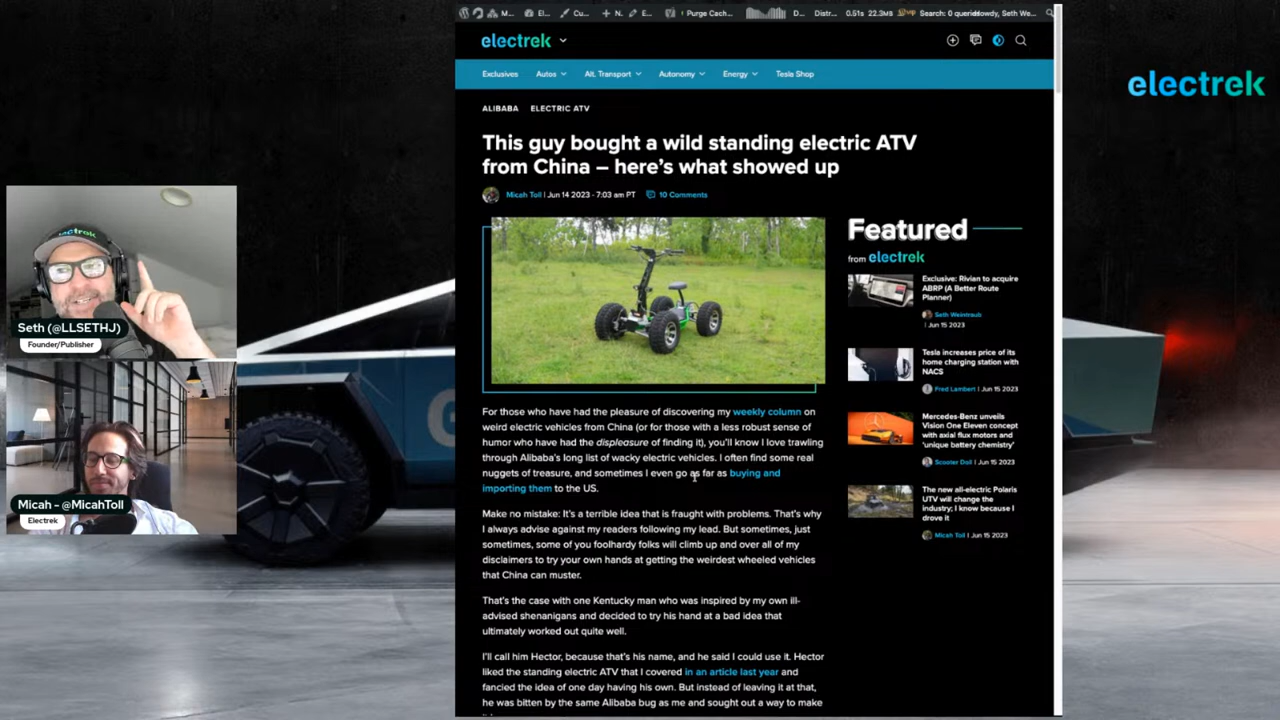 M...
El...
Cu...
N.
E...
Purge Cach...
D...
Distr...
0.51s 22.3MB
Search: 0 queries
Howdy, Seth We...
electrek
Exclusives Autos Alt. Transport Autonomy Energy Tesla Shop
electrek
ALIBABA ELECTRIC ATV
This guy bought a wild standing electric ATV
from China – here's what showed up
Micah Toll | Jun 14 2023 - 7:03 am PT 10 Comments
Featured
from electrek
Exclusive: Rivian to acquire
ABRP (A Better Route
Planner)
Seth Weintraub
| Jun 15 2023
Tesla increases price of its
home charging station with
NACS
Fred Lambert | Jun 15 2023
Mercedes-Benz unveils
Vision One Eleven concept
with axial flux motors and
'unique battery chemistry'
Scooter Doll | Jun 15 2023
The new all-electric Polaris
UTV will change the
industry; I know because I
drove it
Micah Toll | Jun 15 2023
For those who have had the pleasure of discovering my weekly column on
weird electric vehicles from China (or for those with a less robust sense of
humor who have had the displeasure of finding it), you'll know I love trawling
through Alibaba's long list of wacky electric vehicles. I often find some real
nuggets of treasure, and sometimes I even go as far as buying and
importing them to the US.
Make no mistake: It's a terrible idea that is fraught with problems. That's why
I always advise against my readers following my lead. But sometimes, just
sometimes, some of you foolhardy folks will climb up and over all of my
disclaimers to try your own hands at getting the weirdest wheeled vehicles
that China can muster.
That's the case with one Kentucky man who was inspired by my own ill-
advised shenanigans and decided to try his hand at a bad idea that
ultimately worked out quite well.
I'll call him Hector, because that's his name, and he said I could use it. Hector
liked the standing electric ATV that I covered in an article last year and
fancied the idea of one day having his own. But instead of leaving it at that,
he was bitten by the same Alibaba bug as me and sought out a way to make
electrek
Seth (@LLSETHJ)
Founder/Publisher
Micah - @MicahToll
Electrek